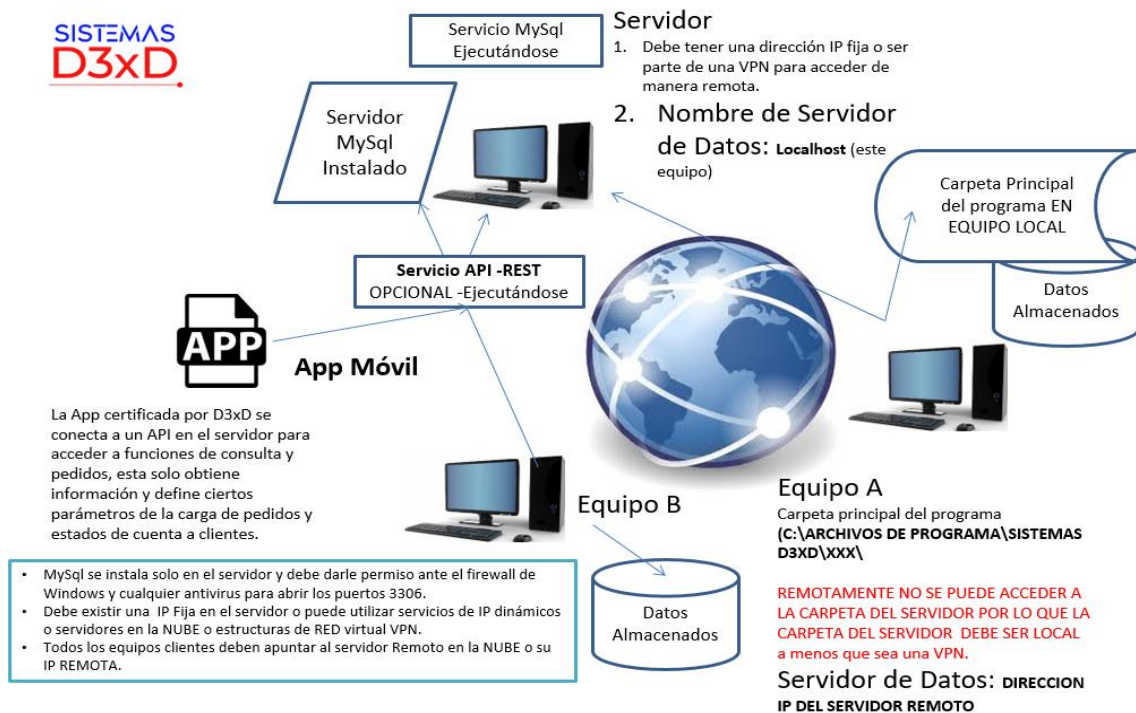 SISTEMAS
D3xD
Servicio MySql
Ejecutándose
Servidor
1. Debe tener una dirección IP fija o ser
parte de una VPN para acceder de
manera remota.
2. Nombre de Servidor
de Datos: Localhost (este
equipo)
Servidor
MySql
Instalado
Carpeta Principal
del programa EN
EQUIPO LOCAL
Datos
Almacenados
Servicio API -REST
OPCIONAL -Ejecutándose
APP
App Móvil
La App certificada por D3xD se
conecta a un API en el servidor para
acceder a funciones de consulta y
pedidos, esta solo obtiene
información y define ciertos
parámetros de la carga de pedidos y
estados de cuenta a clientes.
Equipo B
Datos
Almacenados
Equipo A
Carpeta principal del programa
(C:\ARCHIVOS DE PROGRAMA\SISTEMAS
D3XD\XXX\
REMOTAMENTE NO SE PUEDE ACCEDER A
LA CARPETA DEL SERVIDOR POR LO QUE LA
CARPETA DEL SERVIDOR DEBE SER LOCAL
a menos que sea una VPN.
Servidor de Datos: DIRECCION
IP DEL SERVIDOR REMOTO
• MySql se instala solo en el servidor y debe darle permiso ante el firewall de
Windows y cualquier antivirus para abrir los puertos 3306.
• Debe existir una IP Fija en el servidor o puede utilizar servicios de IP dinámicos
o servidores en la NUBE o estructuras de RED virtual VPN.
• Todos los equipos clientes deben apuntar al servidor Remoto en la NUBE o su
IP REMOTA.